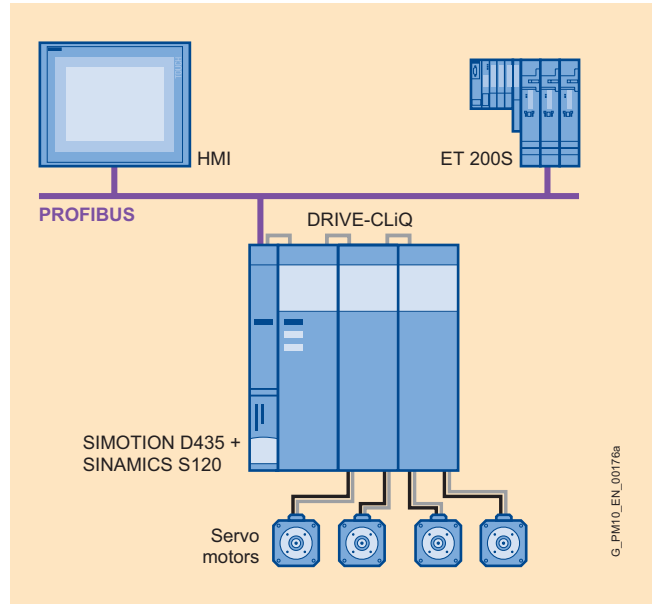 HMI
ET 200S
PROFIBUS
DRIVE-CLiQ
SIMOTION D435 +
SINAMICS S120
Servo
motors
G_PM10_EN_00176a